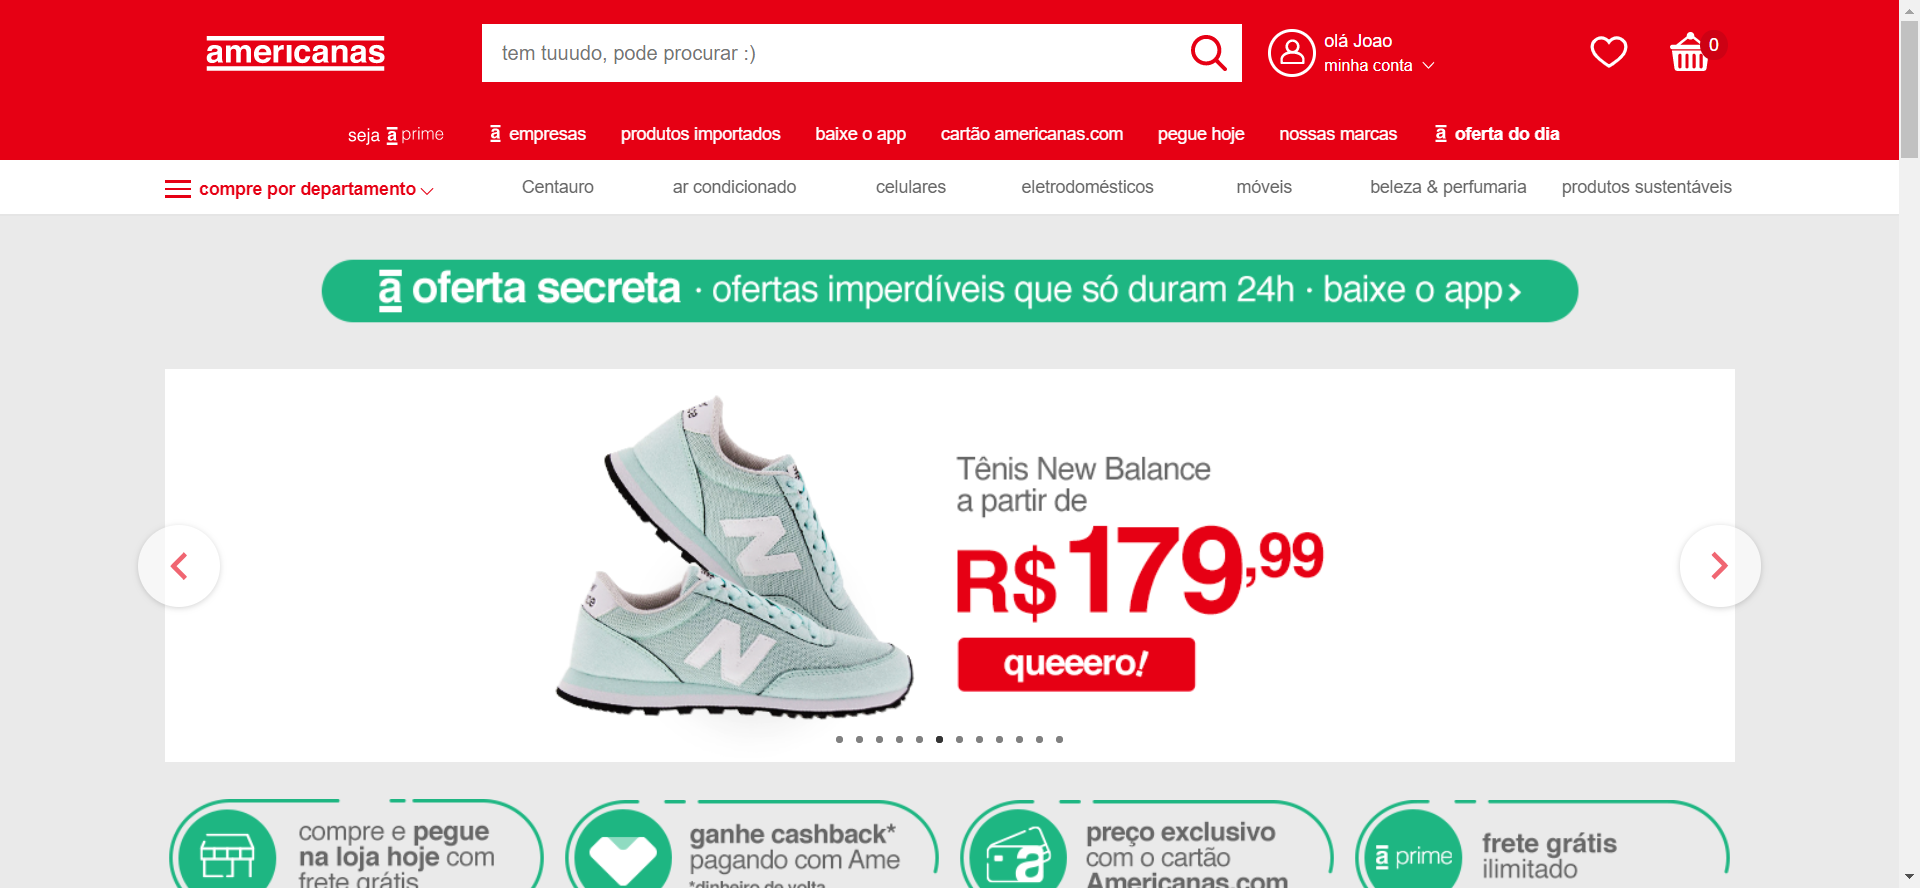 americanas
tem tuuudo, pode procurar :)
olá Joao
minha conta
0
seja a prime
a empresas
produtos importados
baixe o app
cartão americanas.com
pegue hoje
nossas marcas
a oferta do dia
compre por departamento
Centauro
ar condicionado
celulares
eletrodomésticos
móveis
beleza & perfumaria
produtos sustentáveis
a oferta secreta · ofertas imperdíveis que só duram 24h · baixe o app
Tênis New Balance
a partir de
R$179,99
queeero!
N
N
compre e pegue
na loja hoje com
frete grátis
ganhe cashback*
pagando com Ame
*dinheiro de volta
a
preço exclusivo
com o cartão
Americanas.com
a prime
frete grátis
ilimitado